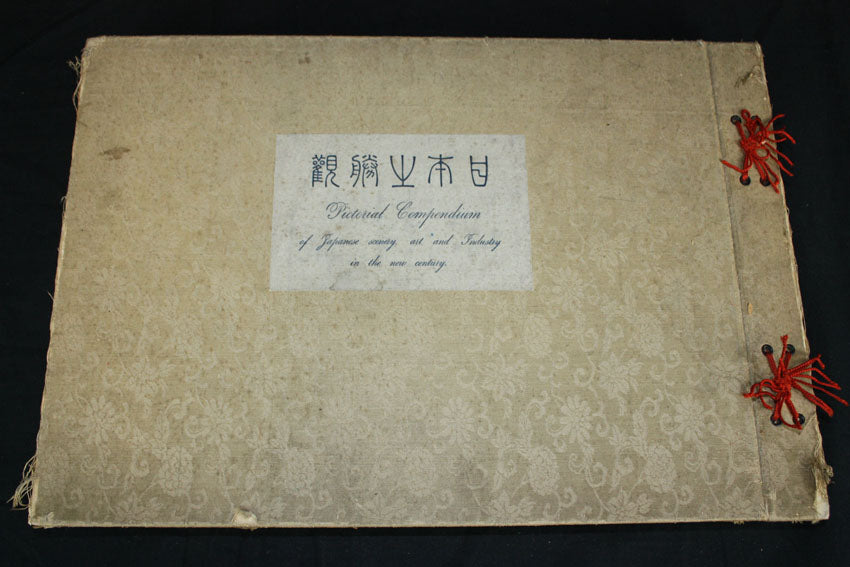 日本之勝觀
Pictorial Compendium
of Japanese scenery, art and Industry
in the new century.